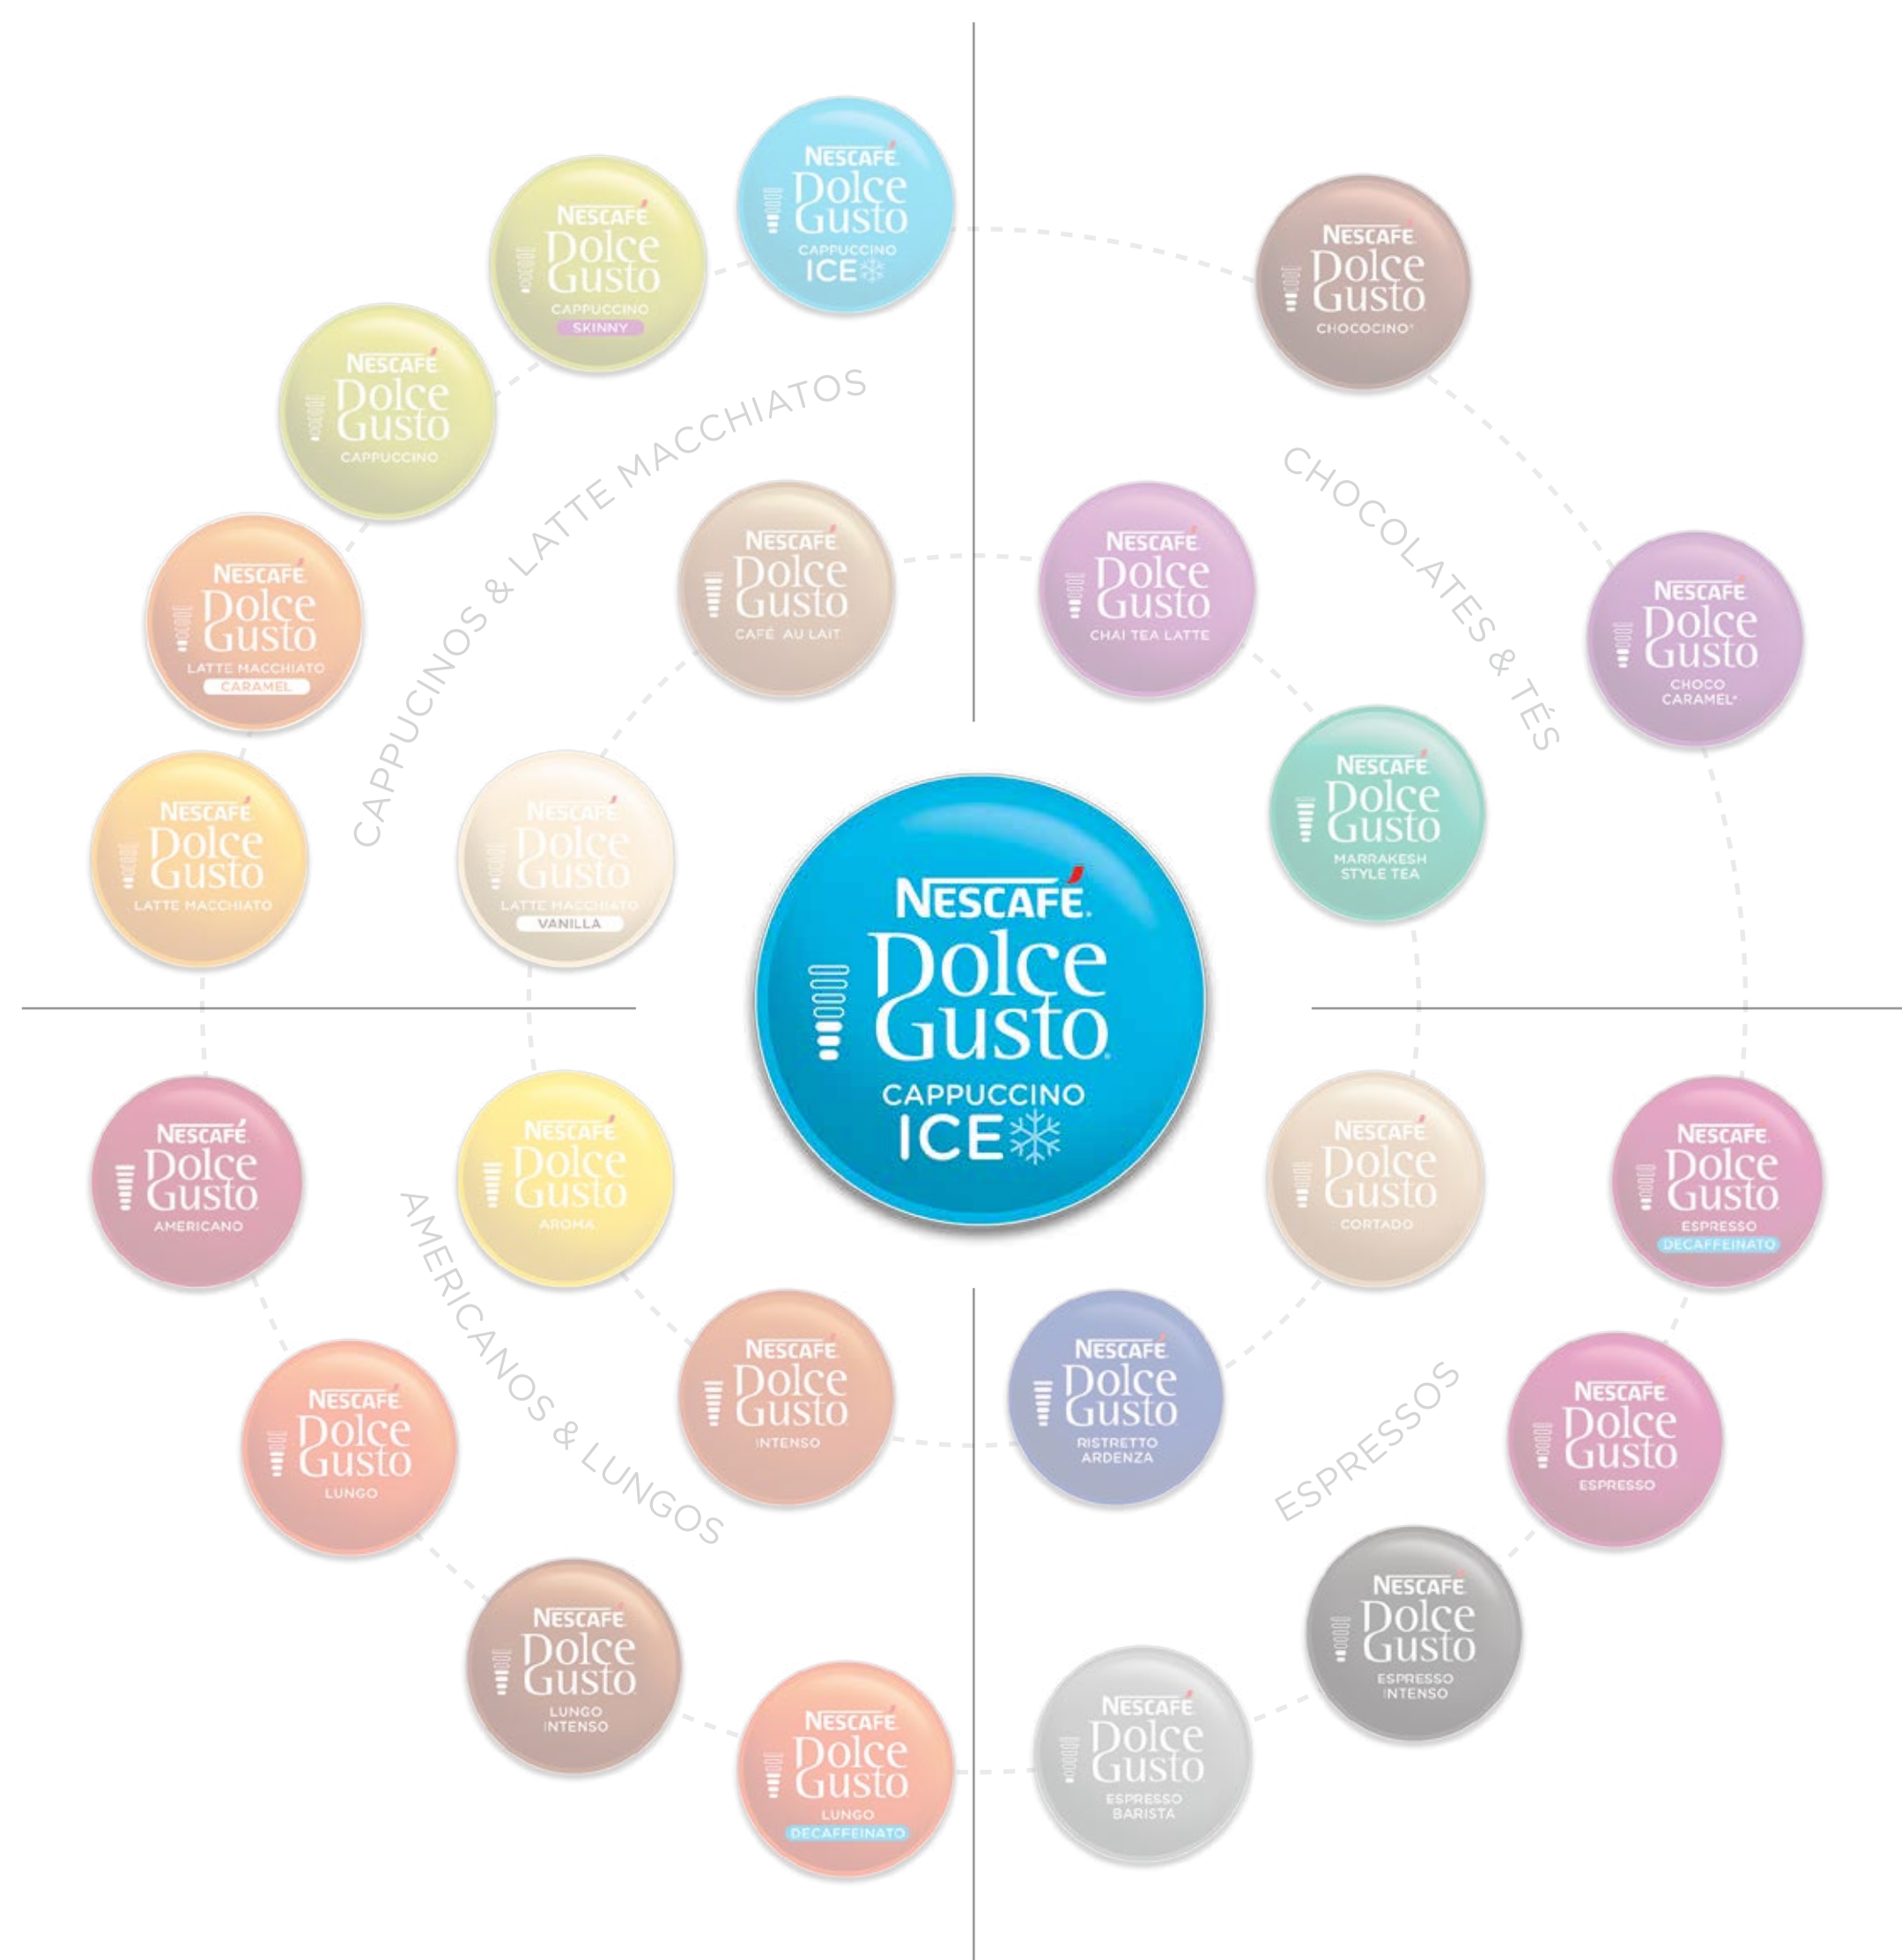 NESCAFÉ
Dolce
Gusto
CAPPUCCINO
ICE
NESCAFÉ
Dolce
Gusto
CAPPUCCINO
SKINNY
NESCAFÉ
Dolce
Gusto
CAPPUCCINO
NESCAFÉ
Dolce
Gusto
LATTE MACCHIATO
CARAMEL
NESCAFÉ
Dolce
Gusto
LATTE MACCHIATO
CAPPUCINOS & LATTE MACCHIATOS
NESCAFÉ
Dolce
Gusto
CAFÉ AU LAIT
NESCAFÉ
Dolce
Gusto
LATTE MACCHIATO
VANILLA
NESCAFÉ
Dolce
Gusto
CHOCOCINO*
NESCAFÉ
Dolce
Gusto
CHOCO
CARAMEL*
CHOCOLATES & TÉS
NESCAFÉ
Dolce
Gusto
CHAI TEA LATTE
NESCAFÉ
Dolce
Gusto
MARRAKESH
STYLE TEA
NESCAFÉ
Dolce
Gusto
CAPPUCCINO
ICE
NESCAFÉ
Dolce
Gusto
AMERICANO
NESCAFÉ
Dolce
Gusto
AROMA
AMERICANOS & LUNGOS
NESCAFÉ
Dolce
Gusto
INTENSO
NESCAFÉ
Dolce
Gusto
LUNGO
NESCAFÉ
Dolce
Gusto
LUNGO
INTENSO
NESCAFÉ
Dolce
Gusto
LUNGO
DECAFFEINATO
NESCAFÉ
Dolce
Gusto
CORTADO
NESCAFÉ
Dolce
Gusto
ESPRESSO
DECAFFEINATO
NESCAFÉ
Dolce
Gusto
RISTRETTO
ARDENZA
ESPRESSOS
NESCAFÉ
Dolce
Gusto
ESPRESSO
NESCAFÉ
Dolce
Gusto
ESPRESSO
INTENSO
NESCAFÉ
Dolce
Gusto
ESPRESSO
BARISTA